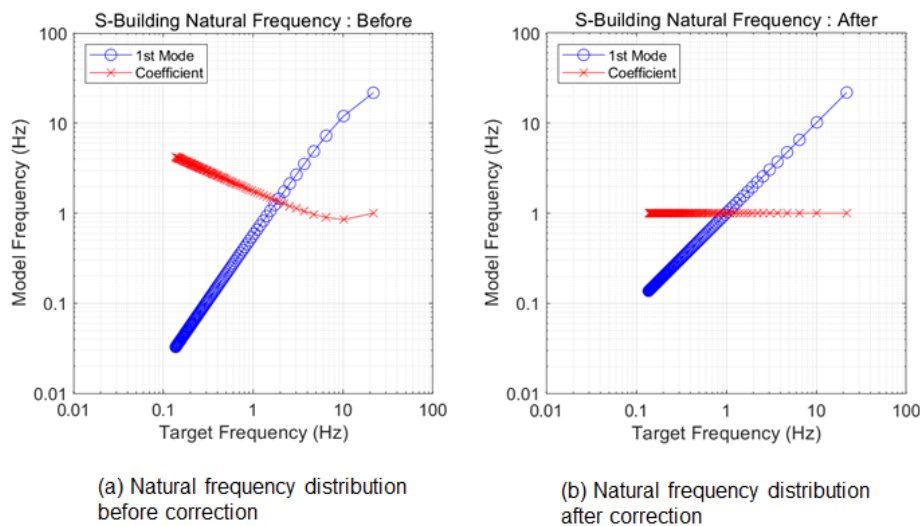 S-Building Natural Frequency : Before
100
10
1
0.1
0.01
Model Frequency (Hz)
1st Mode
Coefficient
0.01
0.1
1
10
100
Target Frequency (Hz)
(a) Natural frequency distribution
before correction
S-Building Natural Frequency : After
100
10
1
0.1
0.01
Model Frequency (Hz)
1st Mode
Coefficient
0.01
0.1
1
10
100
Target Frequency (Hz)
(b) Natural frequency distribution
after correction